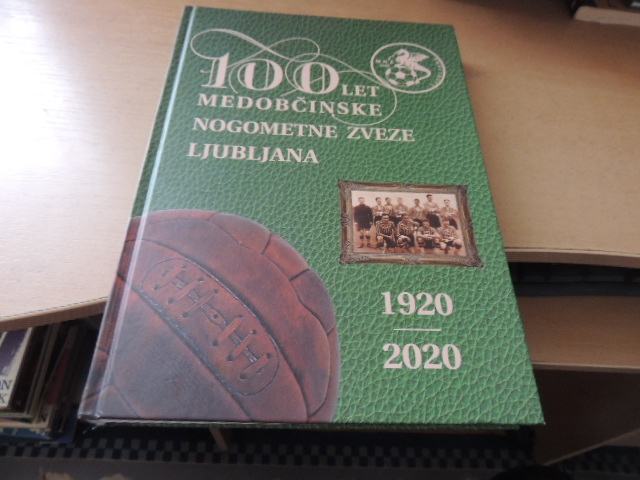 100 LET
MEDOBČINSKE
NOGOMETNE ZVEZE
LJUBLJANA
1920
2020